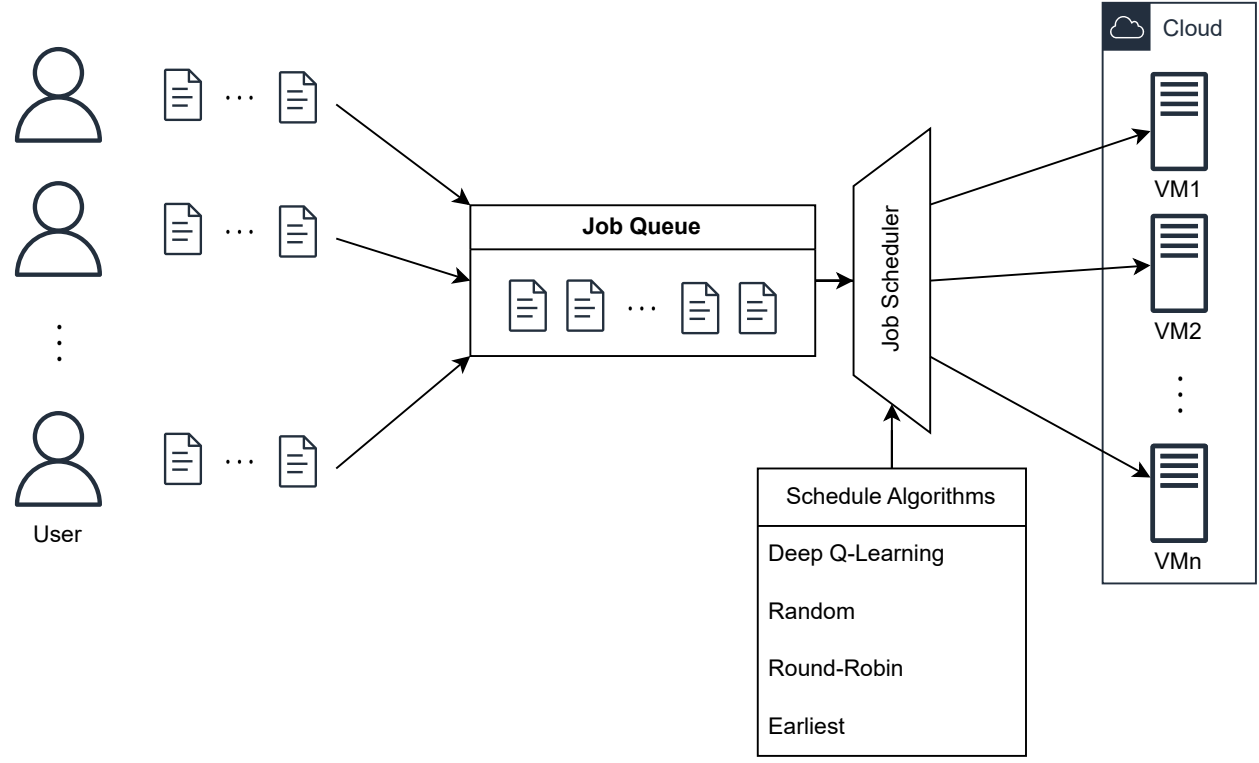 Cloud
VM1
Job Queue
Job Scheduler
VM2
Schedule Algorithms
User
Deep Q-Learning
VMn
Random
Round-Robin
Earliest